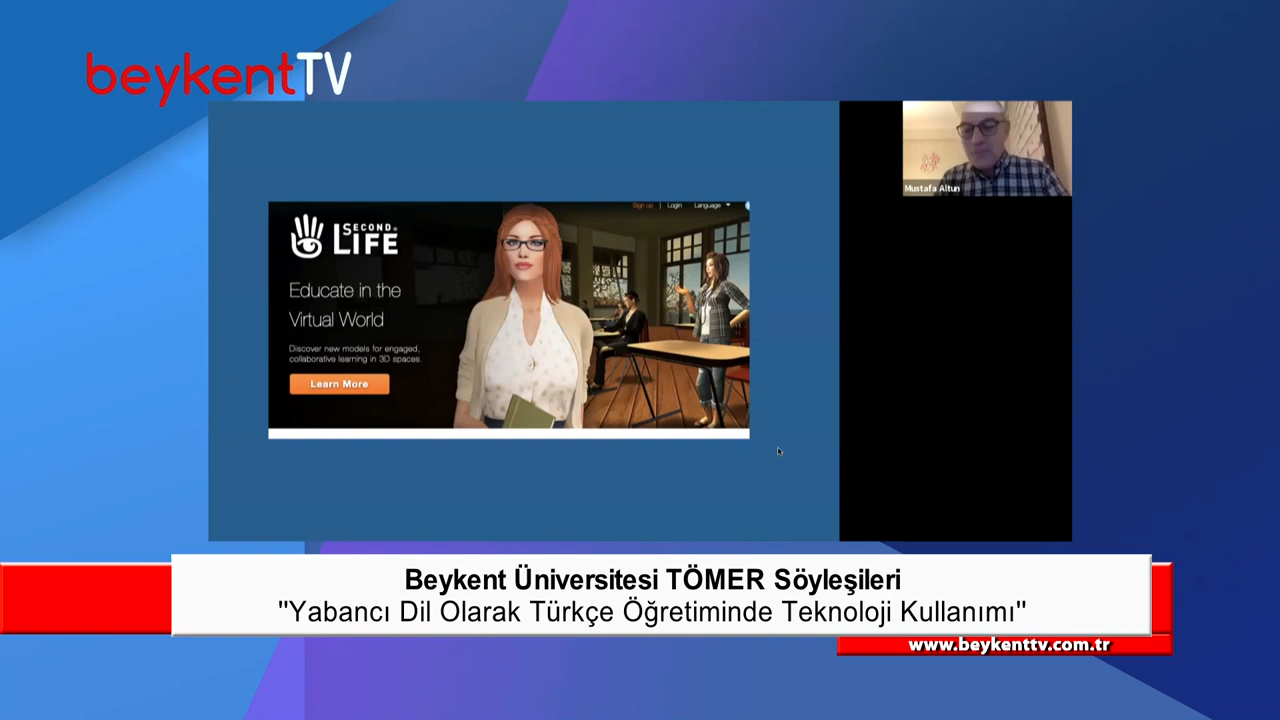 beykentTV
Mustafa Altun
Sign up | Login Language
SECOND LIFE
Educate in the
Virtual World
Discover new models for engaged,
collaborative learning in 3D spaces.
Learn More
Beykent Üniversitesi TÖMER Söyleşileri
"Yabancı Dil Olarak Türkçe Öğretiminde Teknoloji Kullanımı"
www.beykenttv.com.tr